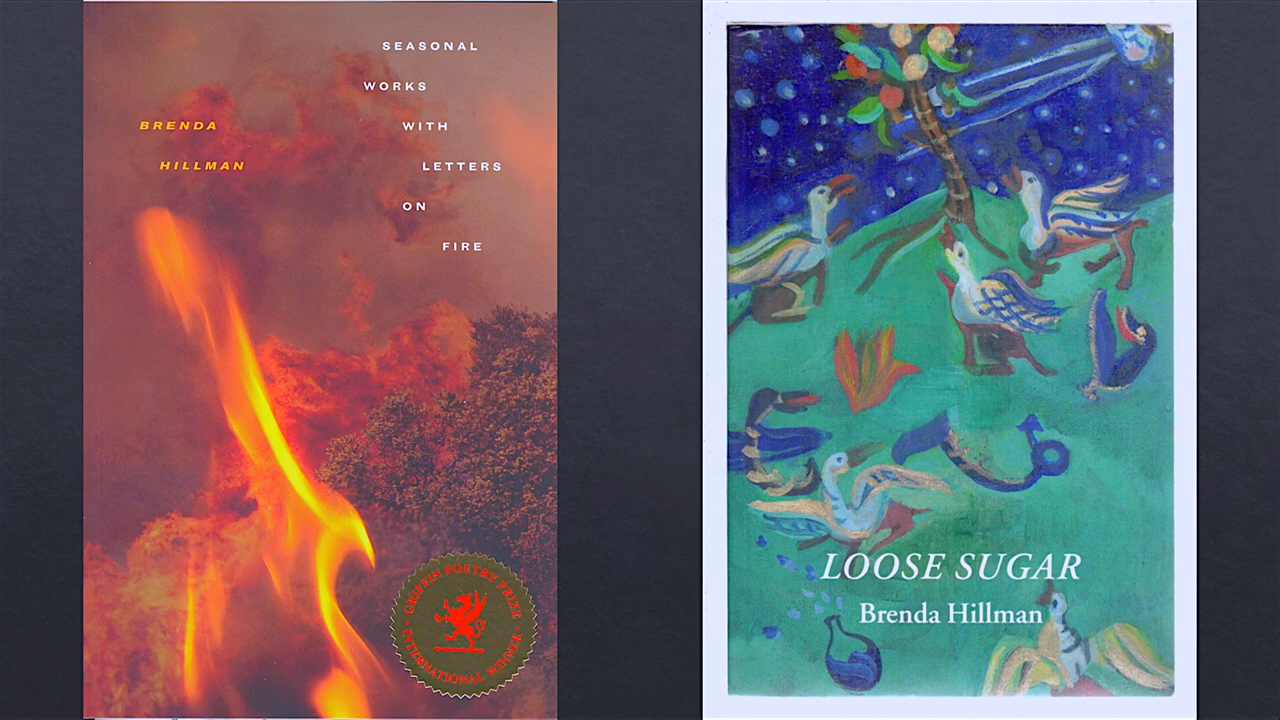 SEASONAL
WORKS
BRENDA
WITH
HILLMAN
LETTERS
ON
FIRE
GRIFFIN POETRY PRIZE
INTERNATIONAL WINNER
LOOSE SUGAR
Brenda Hillman